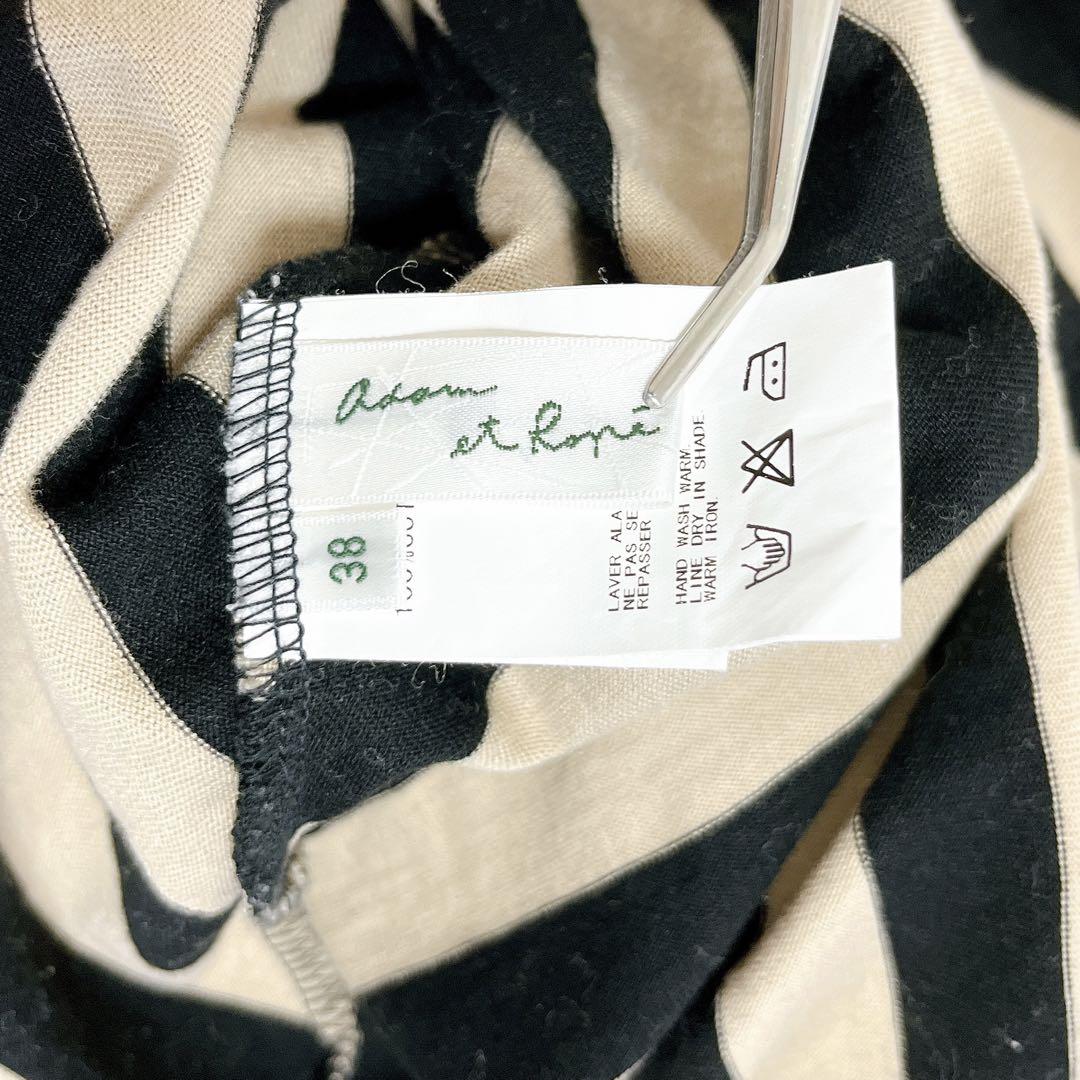 Adam
et Ropé
38
LAVER A LA
NE PAS SE
REPASSER
HAND WASH WARM.
LINE DRY IN SHADE.
WARM IRON.